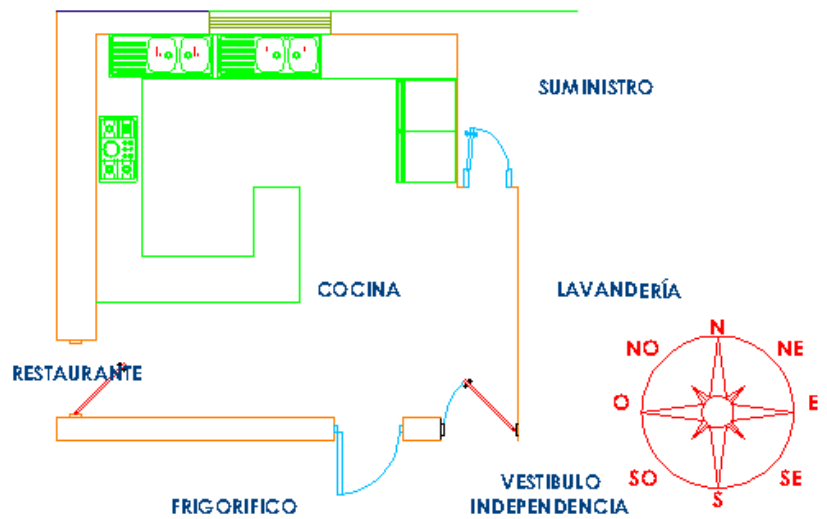 SUMINISTRO
COCINA
LAVANDERÍA
RESTAURANTE
N
NO
NE
O
E
SO
SE
S
FRIGORIFICO
VESTIBULO
INDEPENDENCIA